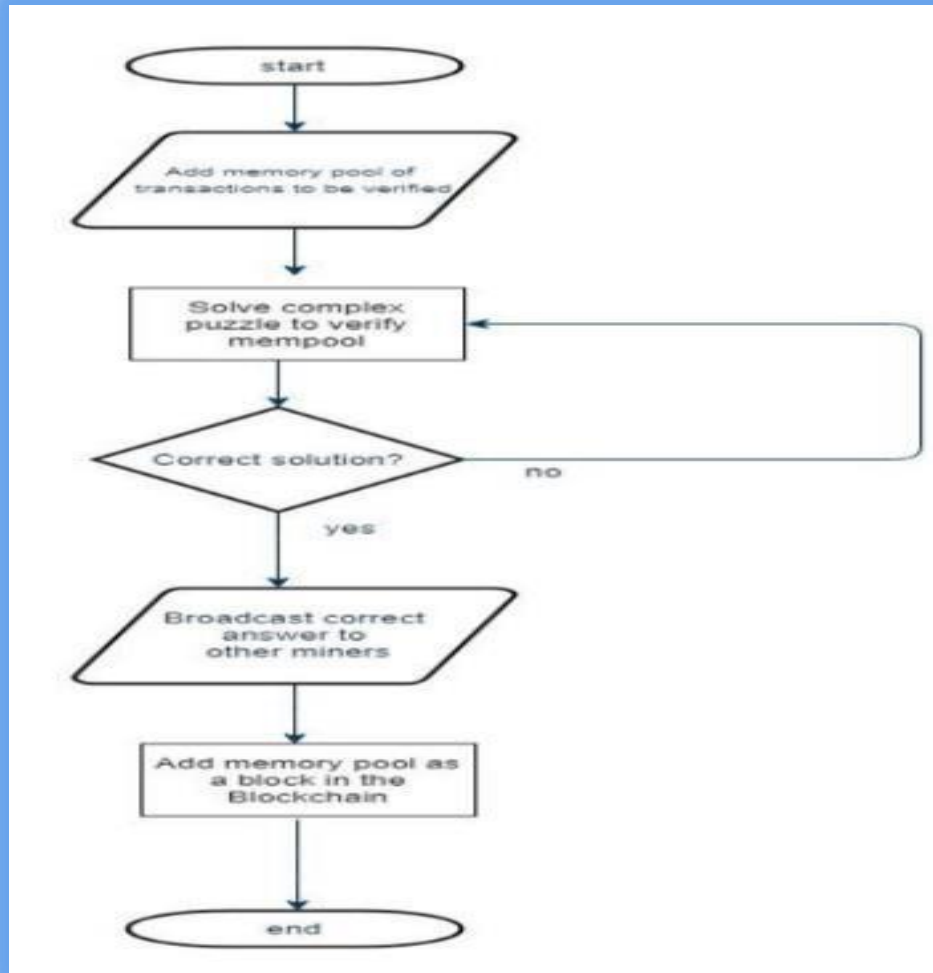 start
Add memory pool of
transactions to be verified
Solve complex
puzzle to verify
mempool
Correct solution?
no
yes
Broadcast correct
answer to
other miners
Add memory pool as
a block in the
Blockchain
end